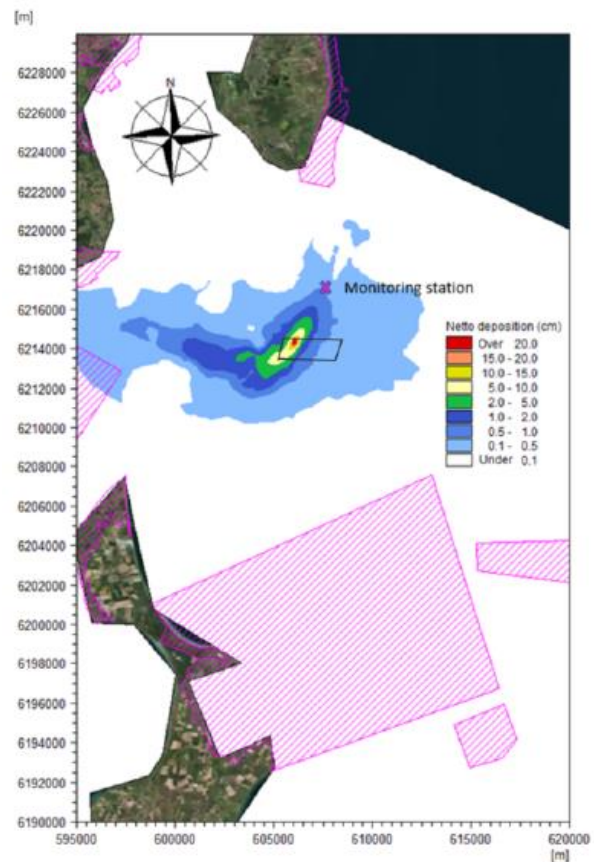 [m]
6228000
N
6226000
6224000
6222000
6220000
6218000
Monitoring station
6216000
Netto deposition (cm)
Over 20.0
6214000
15.0 - 20.0
10.0 - 15.0
6212000
5.0 - 10.0
2.0 - 5.0
6210000
1.0 - 2.0
0.5 - 1.0
0.1 - 0.5
6208000
Under 0.1
6206000
6204000
6202000
6200000
6198000
6196000
6194000
6192000
6190000
595000 600000 605000 610000 615000 620000
[m]